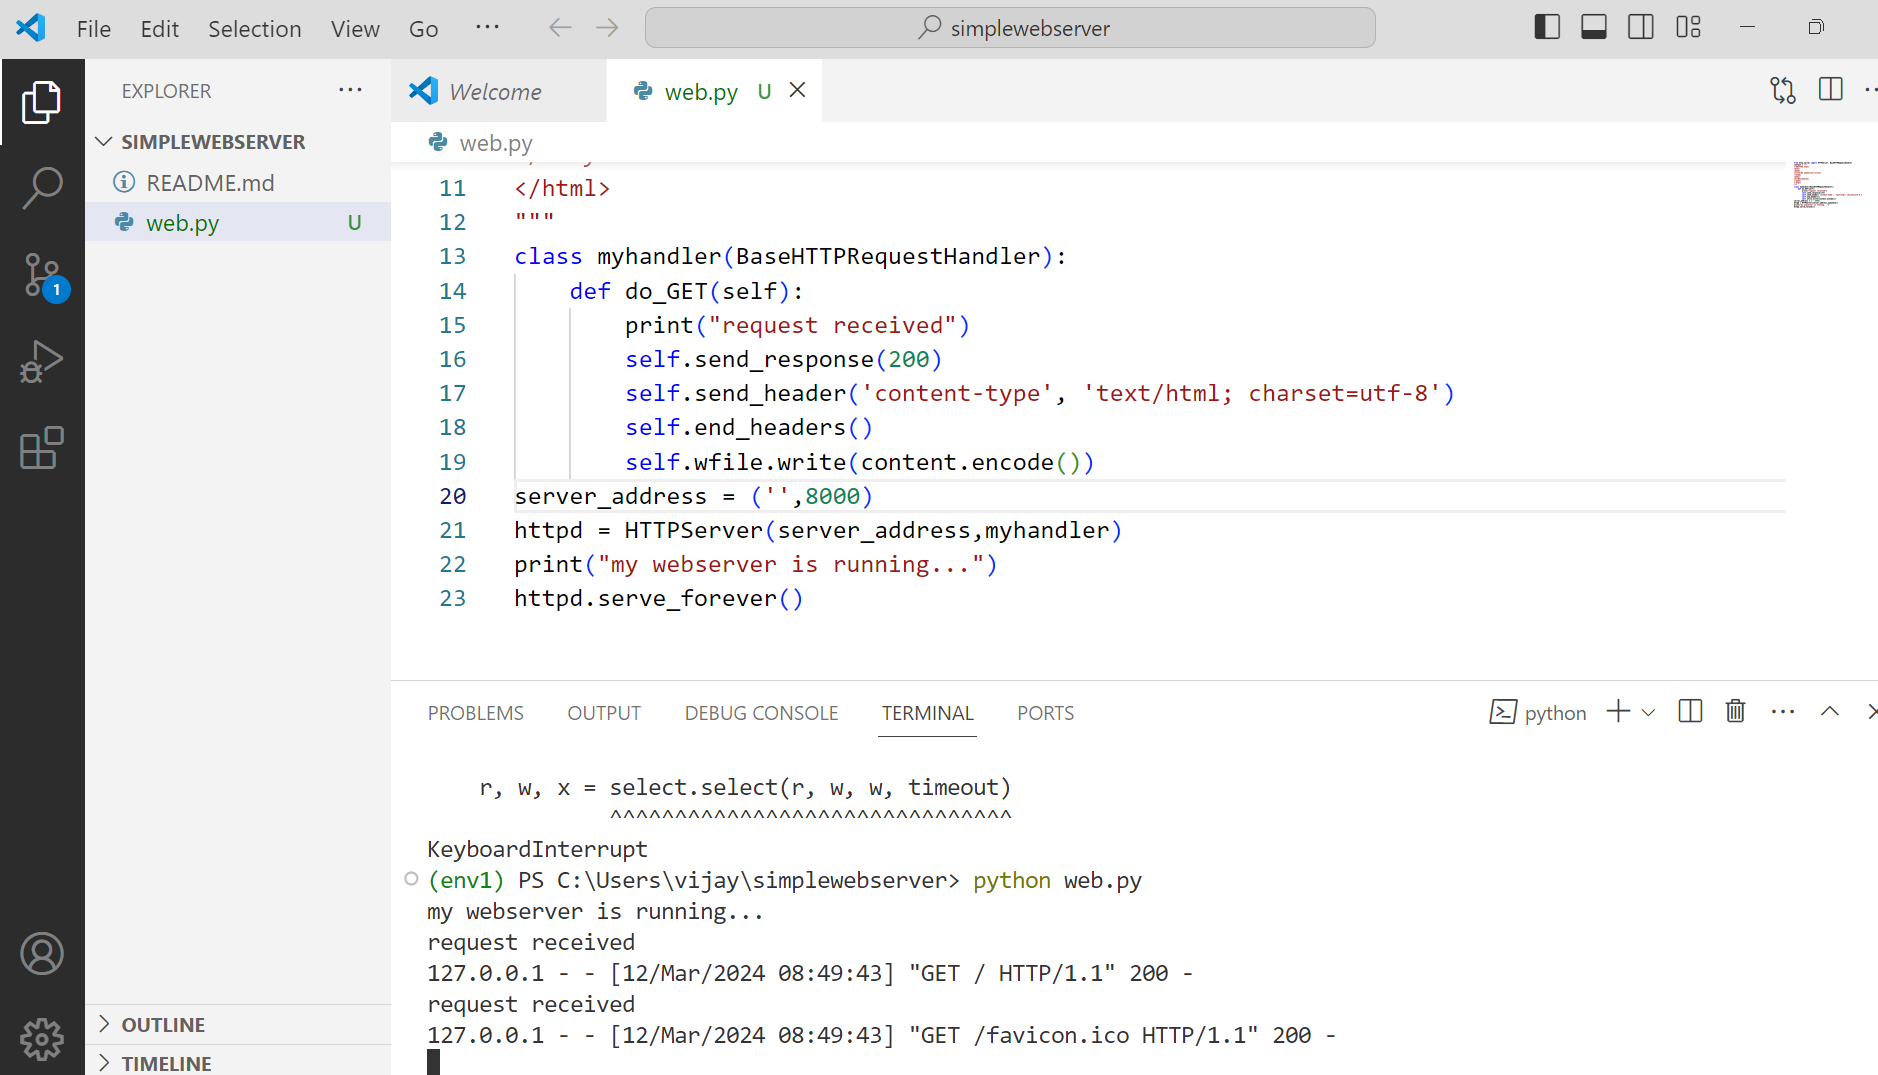 File Edit Selection View Go ... simplewebserver
EXPLORER ...
SIMPLEWEBSERVER
README.md
web.py U
1
OUTLINE
TIMELINE
Welcome web.py U
web.py
11 </html>
12 """
13 class myhandler(BaseHTTPRequestHandler):
14 def do_GET(self):
15 print("request received")
16 self.send_response(200)
17 self.send_header('content-type', 'text/html; charset=utf-8')
18 self.end_headers()
19 self.wfile.write(content.encode())
20 server_address = ('',8000)
21 httpd = HTTPServer(server_address,myhandler)
22 print("my webserver is running...")
23 httpd.serve_forever()
PROBLEMS OUTPUT DEBUG CONSOLE TERMINAL PORTS python
r, w, x = select.select(r, w, w, timeout)
^^^^^^^^^^^^^^^^^^^^^^^^^^^^^^^
KeyboardInterrupt
(env1) PS C:\Users\vijay\simplewebserver> python web.py
my webserver is running...
request received
127.0.0.1 - - [12/Mar/2024 08:49:43] "GET / HTTP/1.1" 200 -
request received
127.0.0.1 - - [12/Mar/2024 08:49:43] "GET /favicon.ico HTTP/1.1" 200 -